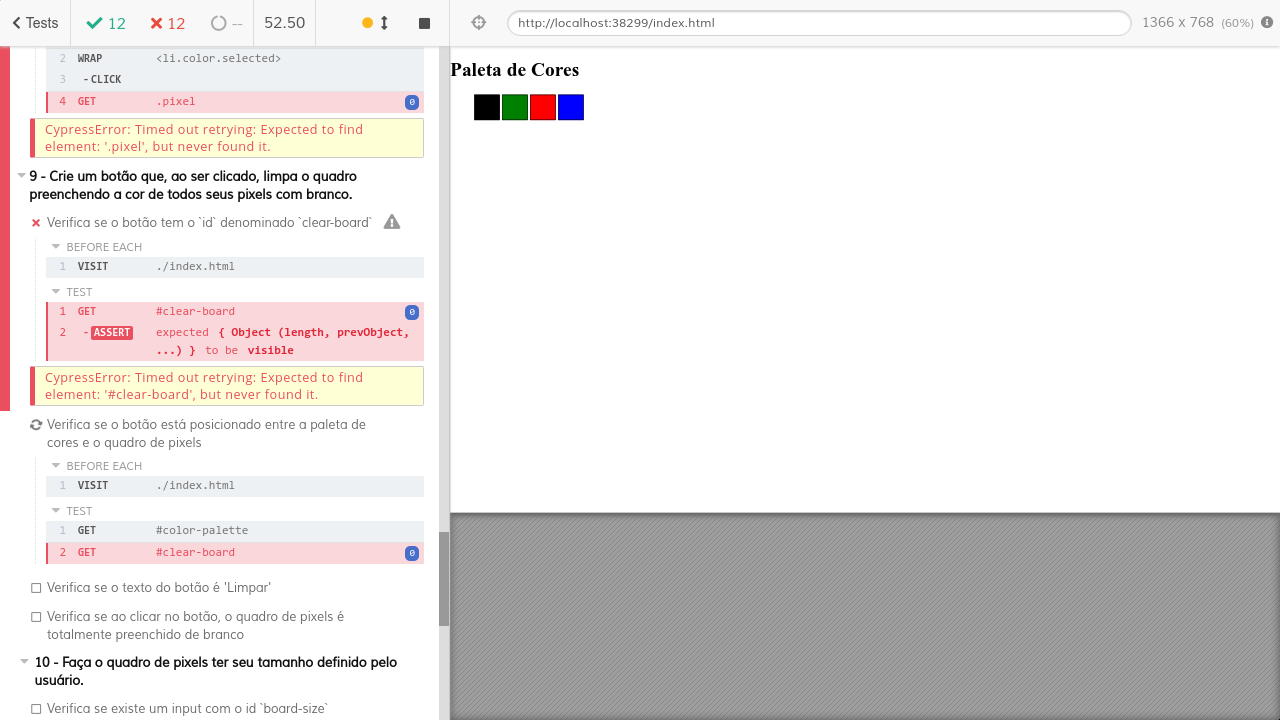 Tests 12 12 -- 52.50
http://localhost:38299/index.html 1366 x 768 (60%)
2 WRAP <li.color.selected>
3 -CLICK
4 GET .pixel 0
CypressError: Timed out retrying: Expected to find
element: '.pixel', but never found it.
9 - Crie um botão que, ao ser clicado, limpa o quadro
preenchendo a cor de todos seus pixels com branco.
Verifica se o botão tem o `id` denominado `clear-board`
BEFORE EACH
1 VISIT ./index.html
TEST
1 GET #clear-board 0
2 -ASSERT expected { Object (length, prevObject,
...) } to be visible
CypressError: Timed out retrying: Expected to find
element: '#clear-board', but never found it.
Verifica se o botão está posicionado entre a paleta de
cores e o quadro de pixels
BEFORE EACH
1 VISIT ./index.html
TEST
1 GET #color-palette
2 GET #clear-board 0
Verifica se o texto do botão é 'Limpar'
Verifica se ao clicar no botão, o quadro de pixels é
totalmente preenchido de branco
10 - Faça o quadro de pixels ter seu tamanho definido pelo
usuário.
Verifica se existe um input com o id `board-size`
Paleta de Cores